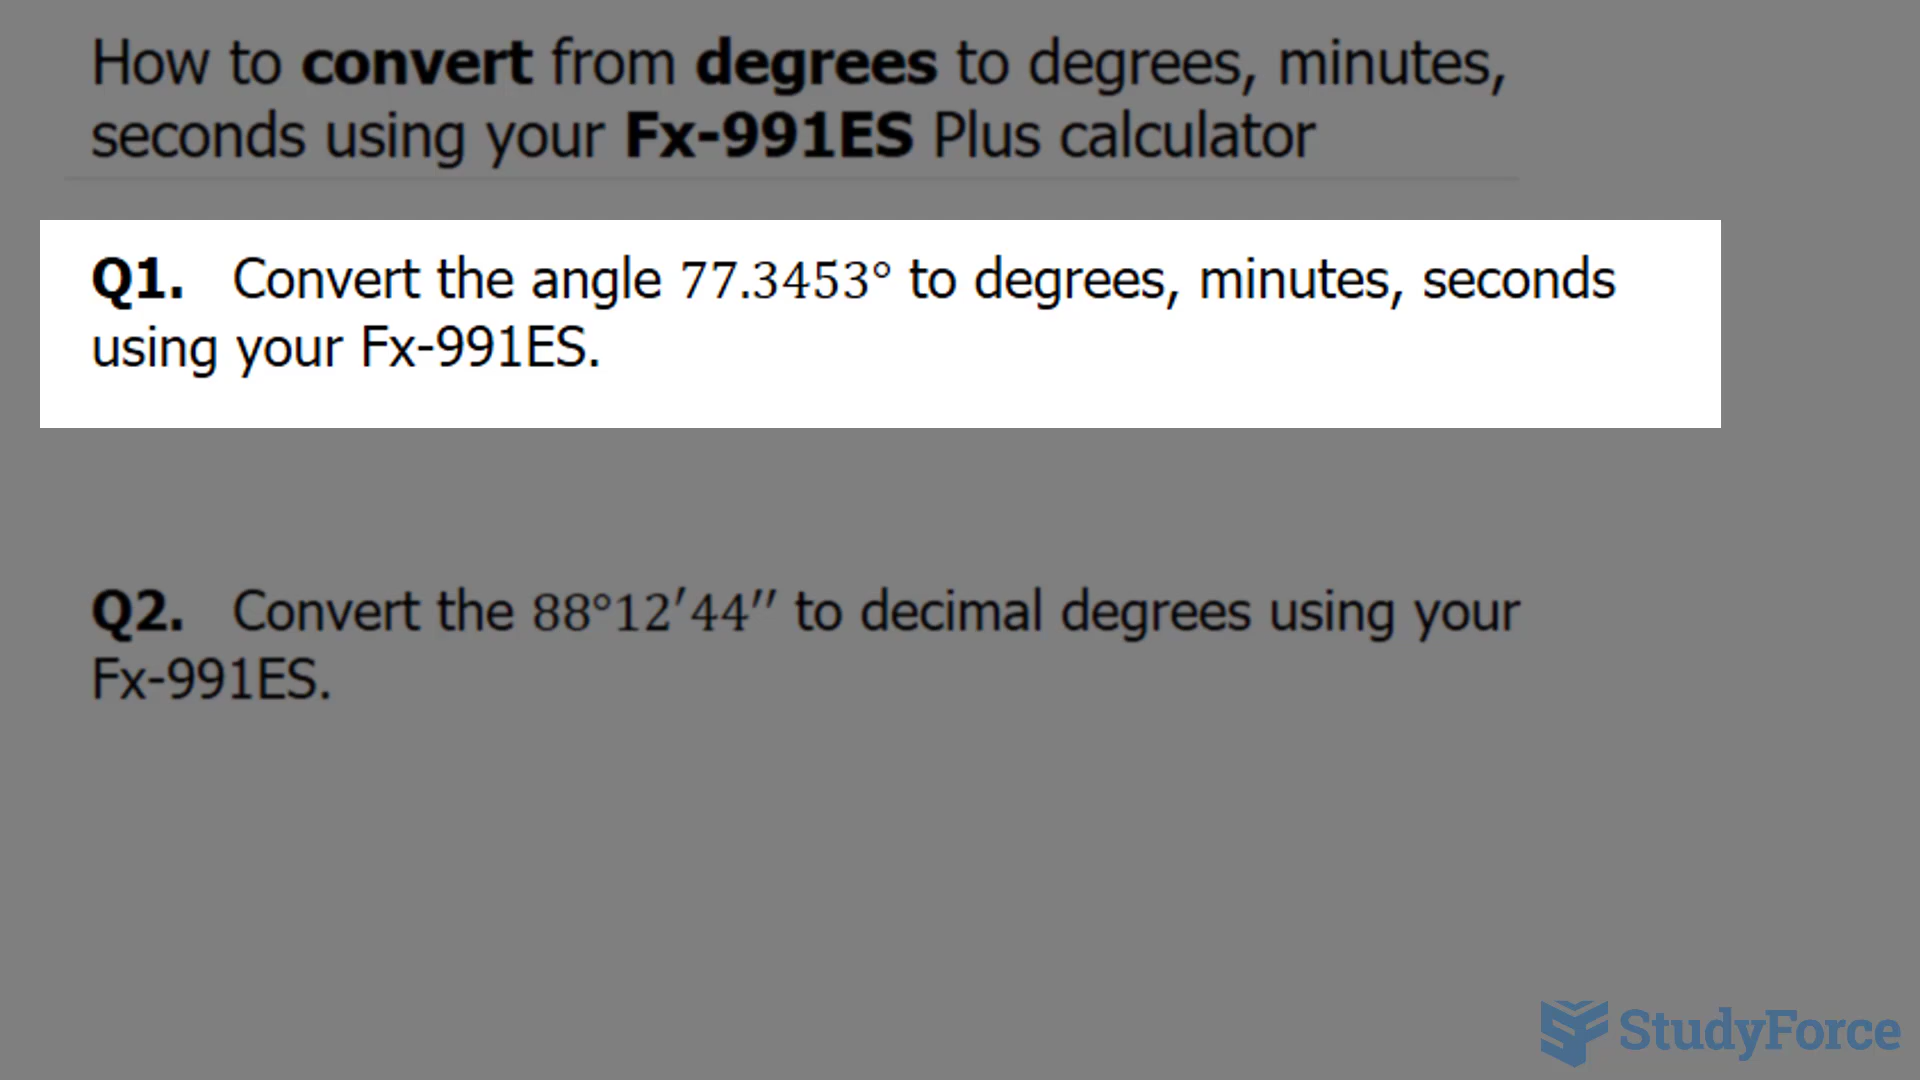 How to convert from degrees to degrees, minutes,
seconds using your Fx-991ES Plus calculator
Q1. Convert the angle 77.3453° to degrees, minutes, seconds
using your Fx-991ES.
Q2. Convert the 88°12′44″ to decimal degrees using your
Fx-991ES.
StudyForce